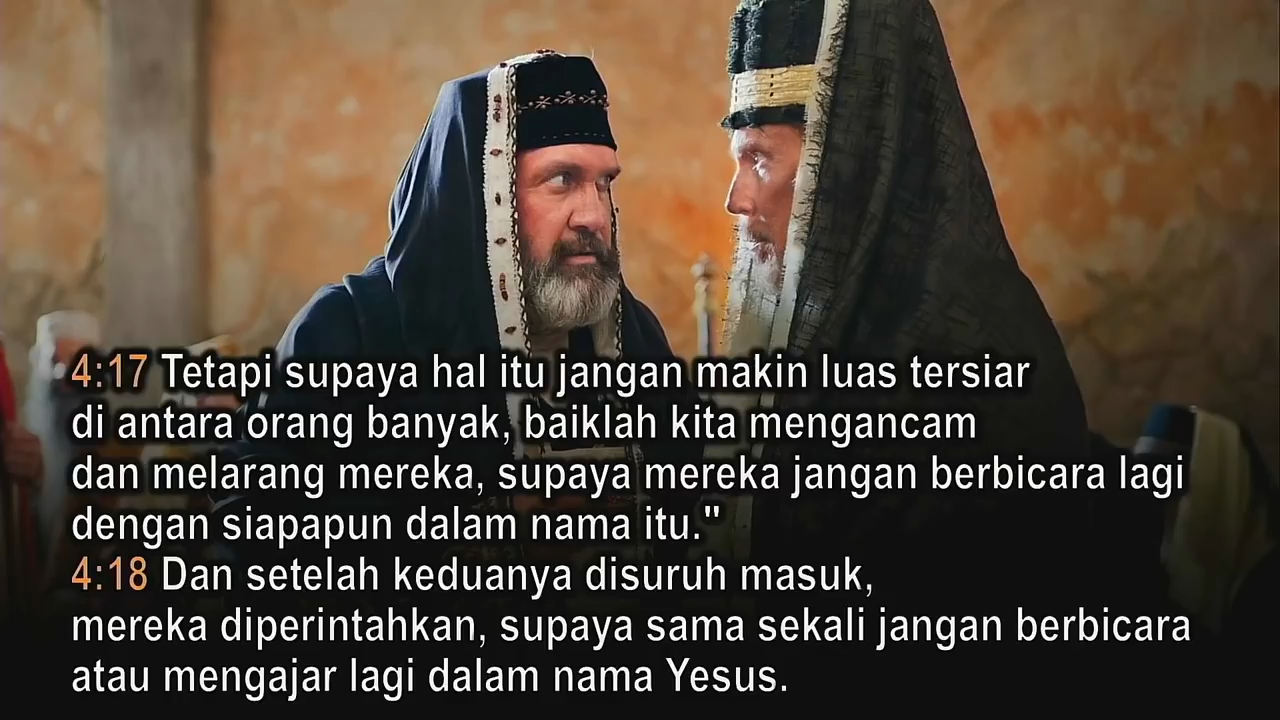 4:17 Tetapi supaya hal itu jangan makin luas tersiar
di antara orang banyak, baiklah kita mengancam
dan melarang mereka, supaya mereka jangan berbicara lagi
dengan siapapun dalam nama itu."
4:18 Dan setelah keduanya disuruh masuk,
mereka diperintahkan, supaya sama sekali jangan berbicara
atau mengajar lagi dalam nama Yesus.